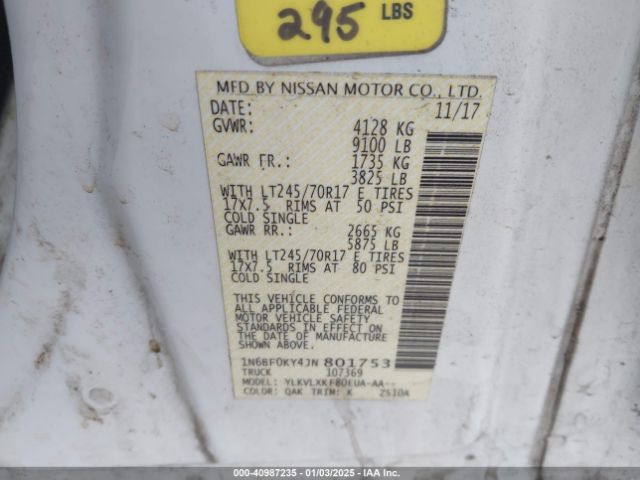 295 LBS
MFD BY NISSAN MOTOR CO., LTD.
DATE: 11/17
GVWR: 4128 KG
9100 LB
GAWR FR.: 1735 KG
3825 LB
WITH LT245/70R17 E TIRES
17X7.5 RIMS AT 50 PSI
COLD SINGLE
GAWR RR.: 2665 KG
5875 LB
WITH LT245/70R17 E TIRES
17X7.5 RIMS AT 80 PSI
COLD SINGLE
THIS VEHICLE CONFORMS TO
ALL APPLICABLE FEDERAL
MOTOR VEHICLE SAFETY
STANDARDS IN EFFECT ON
THE DATE OF MANUFACTURE
SHOWN ABOVE.
1N6BF0KY4JN801753
TRUCK 107369
MODEL: YLKVLXKF80EUA-AA--
COLOR: QAK TRIM: K ZS10A
000-40987235 - 01/03/2025 - IAA Inc.